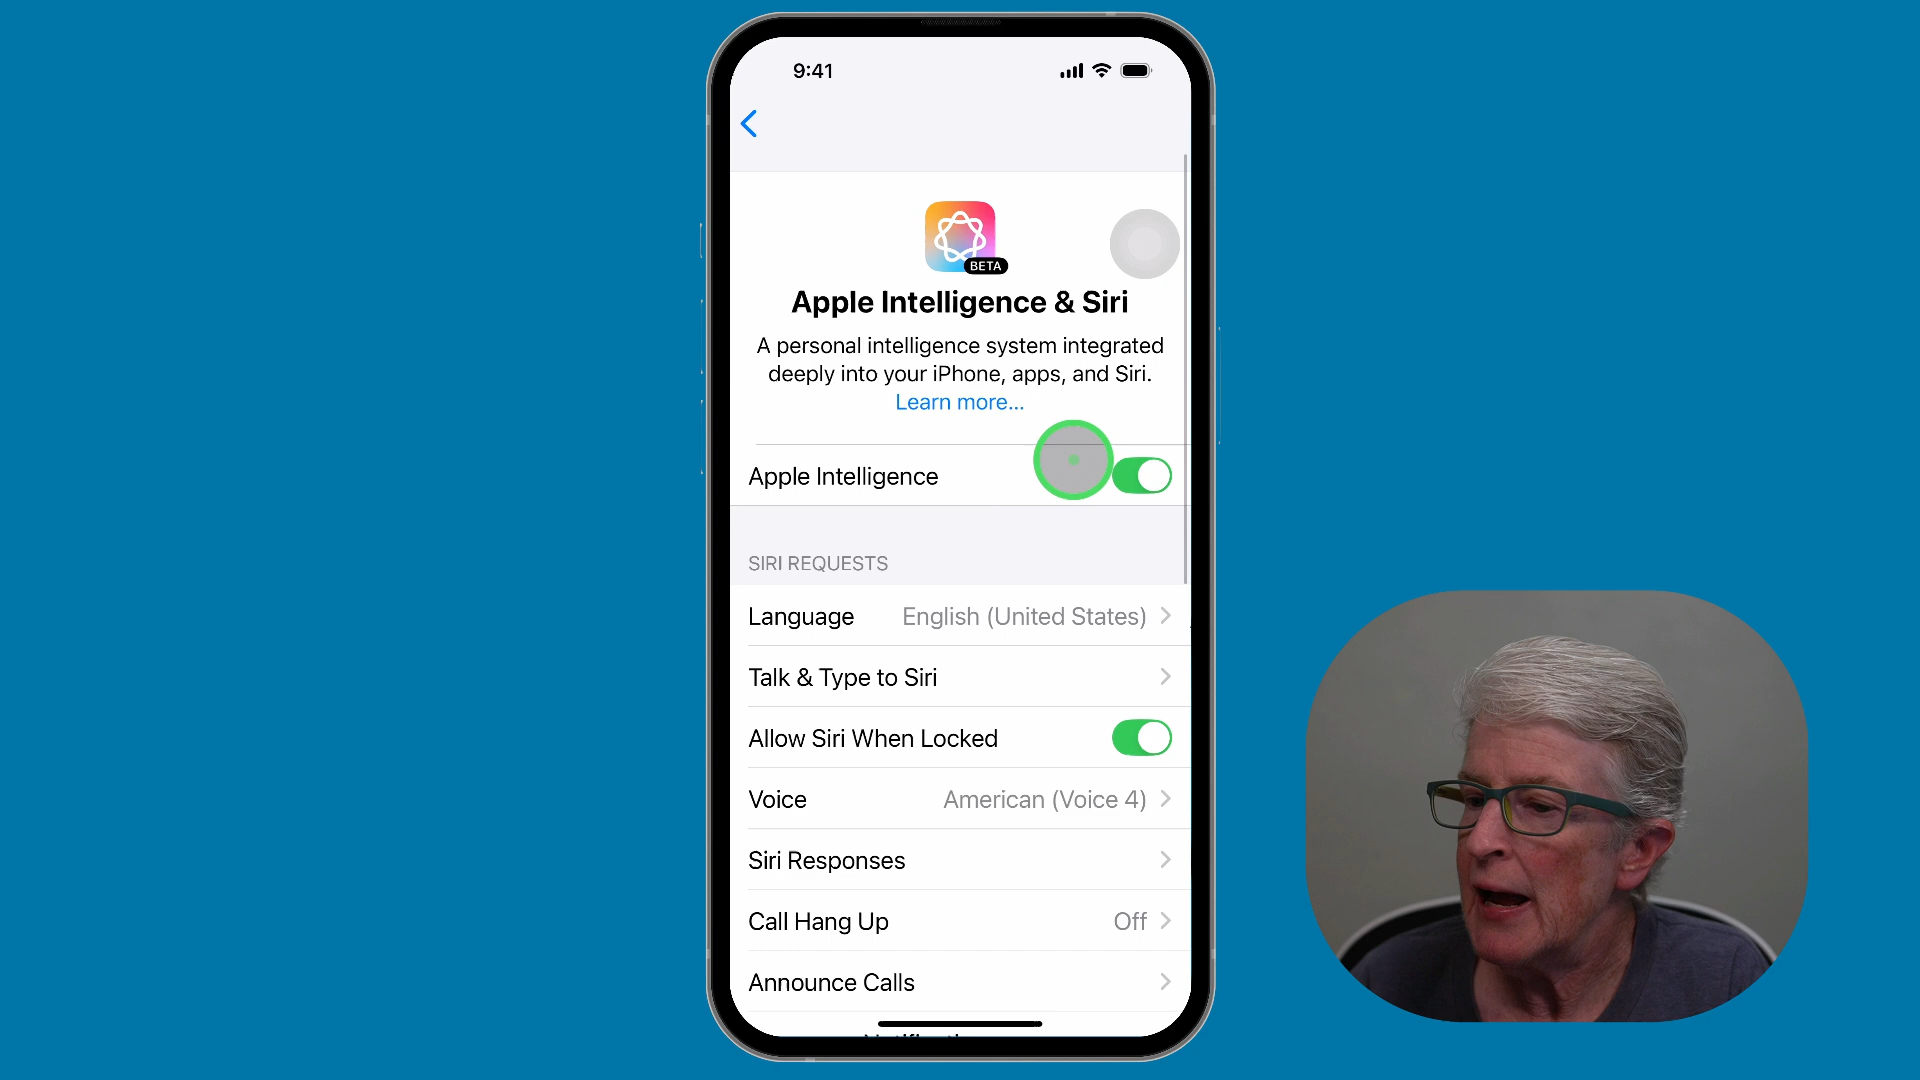 9:41
BETA
Apple Intelligence & Siri
A personal intelligence system integrated
deeply into your iPhone, apps, and Siri.
Learn more...
Apple Intelligence
SIRI REQUESTS
Language English (United States)
Talk & Type to Siri
Allow Siri When Locked
Voice American (Voice 4)
Siri Responses
Call Hang Up Off
Announce Calls